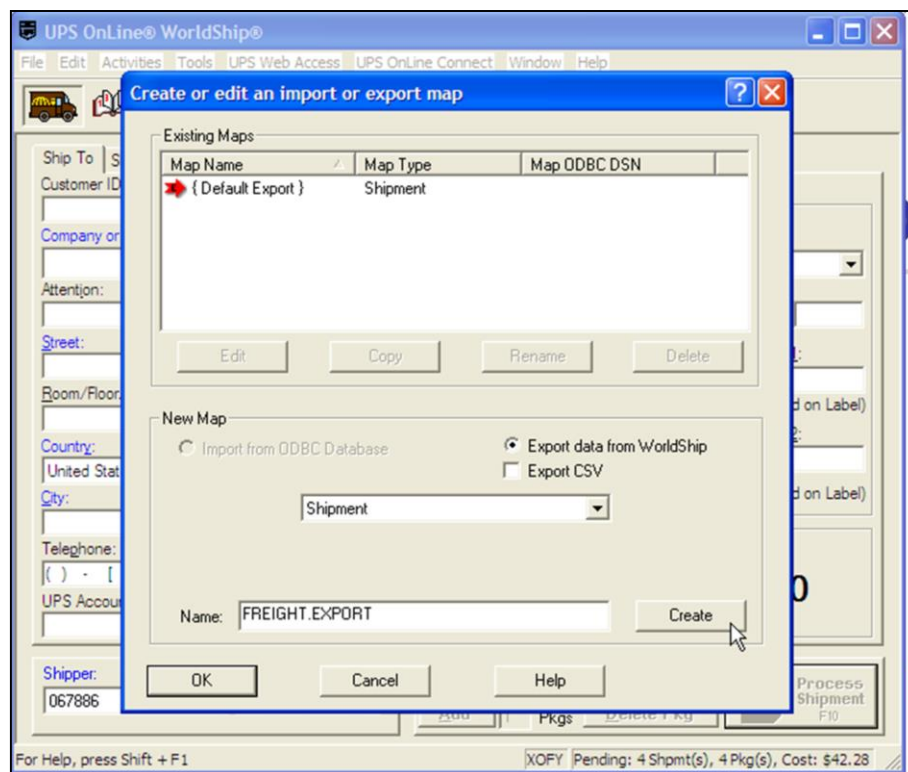 UPS OnLine® WorldShip®
File Edit Activities Tools UPS Web Access UPS OnLine Connect Window Help
Create or edit an import or export map
Existing Maps
Map Name Map Type Map ODBC DSN
{ Default Export } Shipment
Edit Copy Rename Delete
New Map
Import from ODBC Database
Export data from WorldShip
Export CSV
Shipment
Name: FREIGHT.EXPORT Create
OK Cancel Help
Ship To S
Customer ID
Company or
Attention:
Street:
Room/Floor
Country:
United Stat
City:
Telephone:
( ) - [
UPS Accou
d on Label)
d on Label)
0
Shipper:
067886
Add 1 Pkgs Delete Pkg
Process
Shipment
F10
For Help, press Shift + F1 XOFY Pending: 4 Shpmt(s), 4 Pkg(s), Cost: $42.28